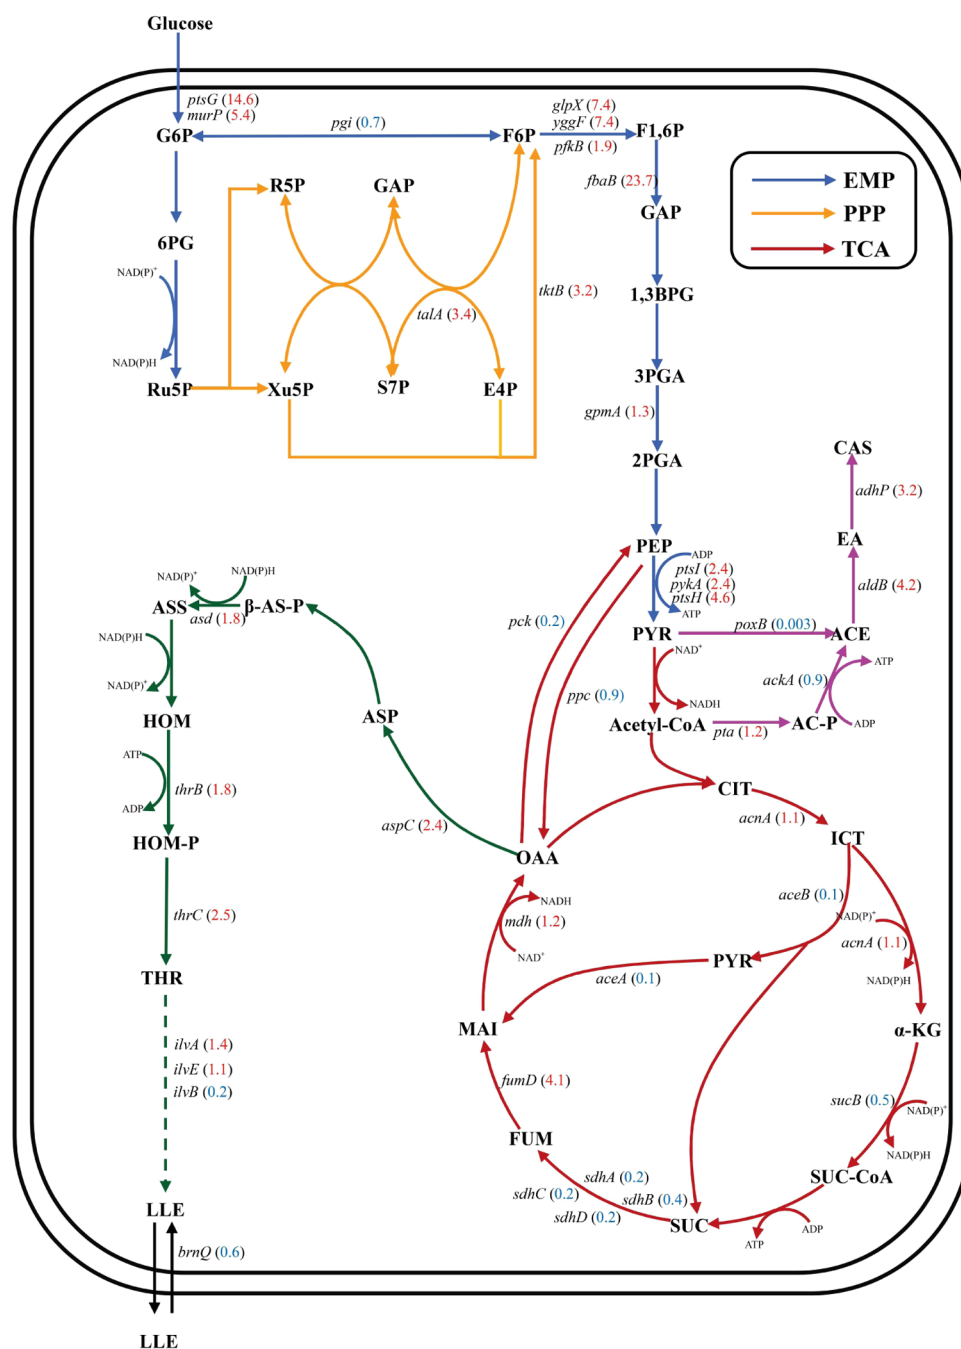 Glucose
ptsG (14.6)
murP (5.4)
G6P
pgi (0.7)
F6P
glpX (7.4)
yggF (7.4)
pfkB (1.9)
F1,6P
fbaB (23.7)
GAP
1,3BPG
3PGA
gpmA (1.3)
2PGA
PEP
EMP
PPP
TCA
6PG
NAD(P)+
NAD(P)H
Ru5P
R5P
GAP
Xu5P
S7P
E4P
talA (3.4)
tktB (3.2)
ADP
ptsI (2.4)
pykA (2.4)
ptsH (4.6)
ATP
PYR
poxB (0.003)
ACE
CAS
adhP (3.2)
EA
aldB (4.2)
ackA (0.9)
ATP
ADP
NAD+
NADH
Acetyl-CoA
pta (1.2)
AC-P
pck (0.2)
ppc (0.9)
NAD(P)+
NAD(P)H
ASS
asd (1.8)
β-AS-P
NAD(P)H
NAD(P)+
HOM
ASP
ATP
ADP
thrB (1.8)
HOM-P
aspC (2.4)
OAA
CIT
acnA (1.1)
ICT
thrC (2.5)
THR
NADH
mdh (1.2)
NAD+
aceB (0.1)
NAD(P)+
acnA (1.1)
NAD(P)H
PYR
aceA (0.1)
MAI
α-KG
ilvA (1.4)
ilvE (1.1)
ilvB (0.2)
fumD (4.1)
sucB (0.5)
NAD(P)+
NAD(P)H
FUM
SUC-CoA
sdhA (0.2)
sdhC (0.2)
sdhB (0.4)
sdhD (0.2)
SUC
ATP
ADP
LLE
brnQ (0.6)
LLE